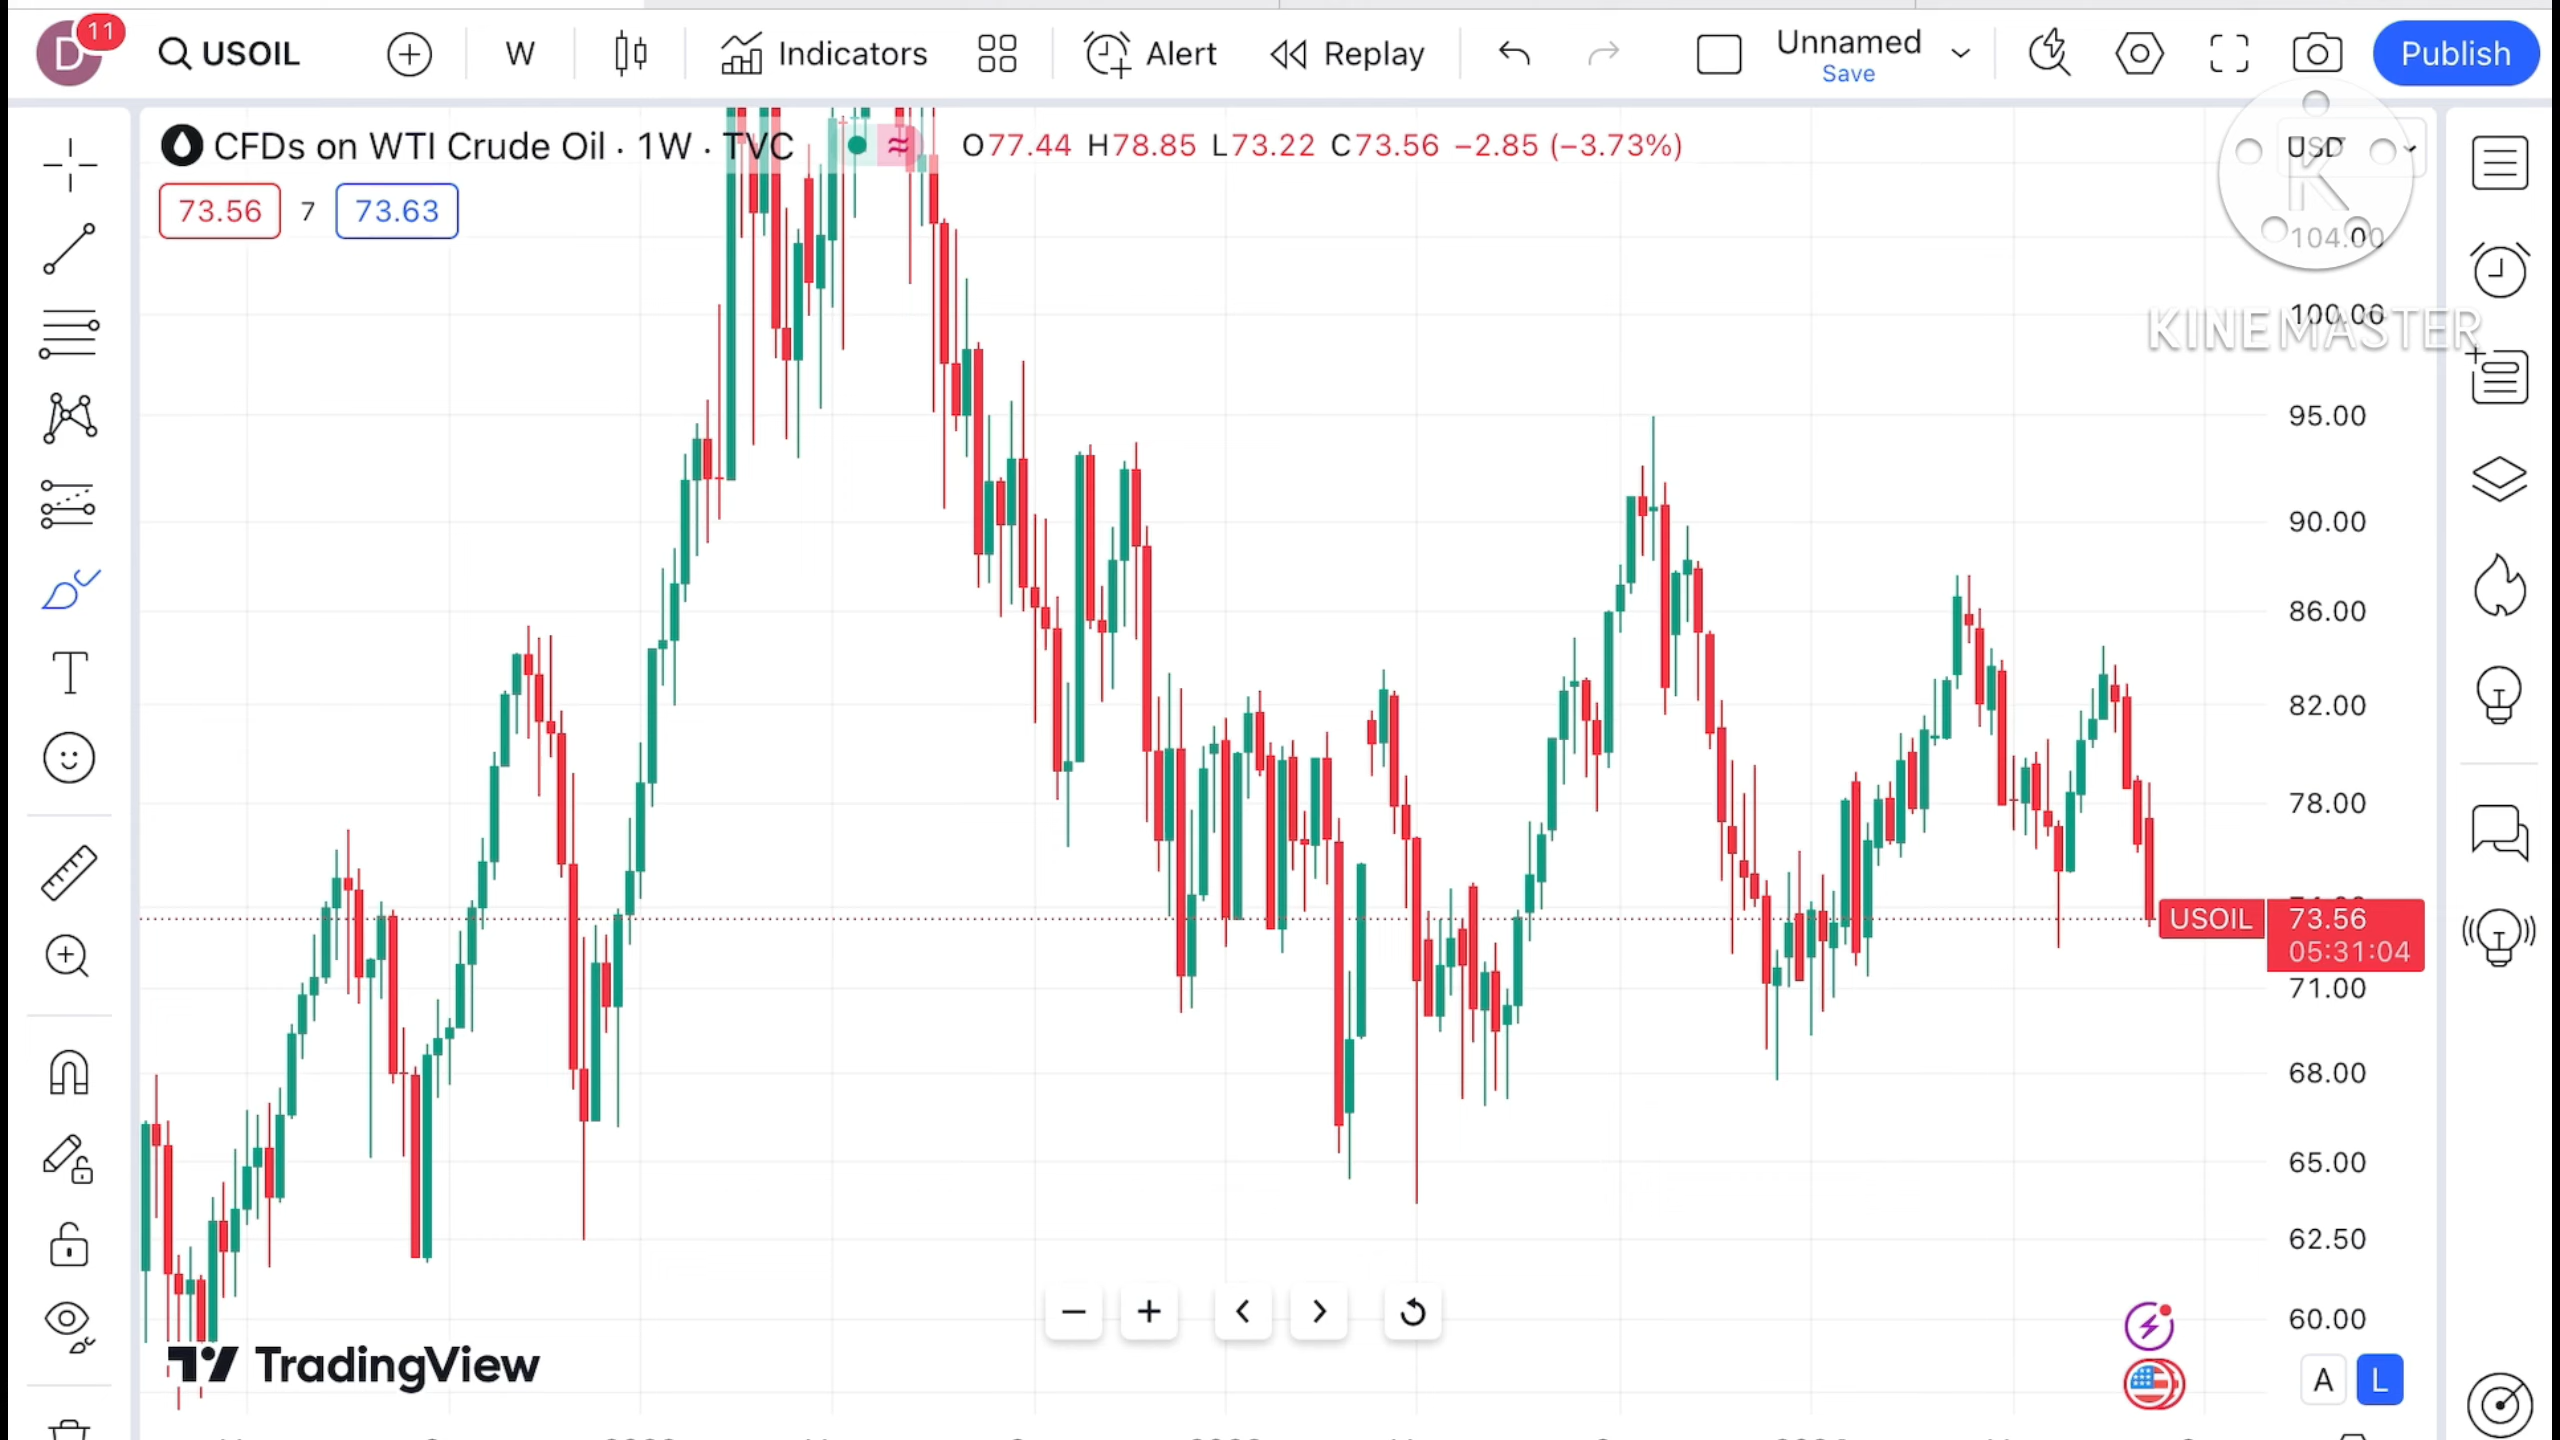 D 11 USOIL W Indicators Alert Replay Unnamed Publish
Save
CFDs on WTI Crude Oil · 1W · TVC O77.44 H78.85 L73.22 C73.56 −2.85 (−3.73%) USD
73.56 7 73.63
K
104.00
100.00
KINEMASTER
95.00
90.00
86.00
82.00
78.00
USOIL 73.56
05:31:04
71.00
68.00
65.00
62.50
60.00
TradingView
A L